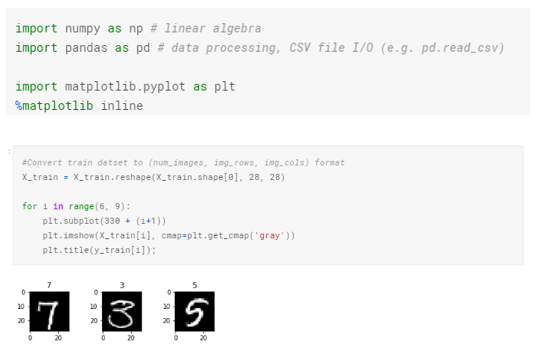 import numpy as np # linear algebra
import pandas as pd # data processing, CSV file I/O (e.g. pd.read_csv)
import matplotlib.pyplot as plt
%matplotlib inline
#Convert train datset to (num_images, img_rows, img_cols) format
X_train = X_train.reshape(X_train.shape[0], 28, 28)
for i in range(6, 9):
    plt.subplot(330 + (i+1))
    plt.imshow(X_train[i], cmap=plt.get_cmap('gray'))
    plt.title(y_train[i]);
7 3 5
0 0 0
10 10 10
20 20 20
7 3 5
0 20 0 20 0 20